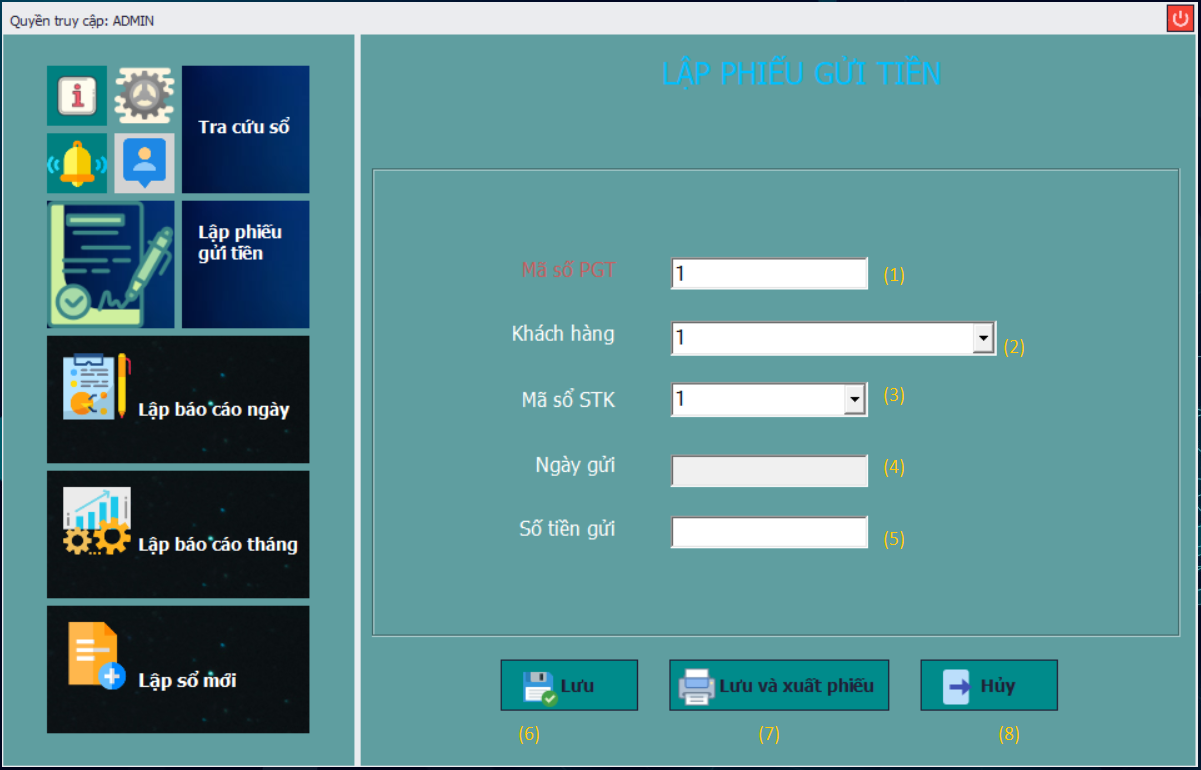 Quyền truy cập: ADMIN
Tra cứu sổ
Lập phiếu
gửi tiền
Lập báo cáo ngày
Lập báo cáo tháng
Lập sổ mới
LẬP PHIẾU GỬI TIỀN
Mã số PGT
1
(1)
Khách hàng
1
(2)
Mã sổ STK
1
(3)
Ngày gửi
(4)
Số tiền gửi
(5)
Lưu
Lưu và xuất phiếu
Hủy
(6)
(7)
(8)